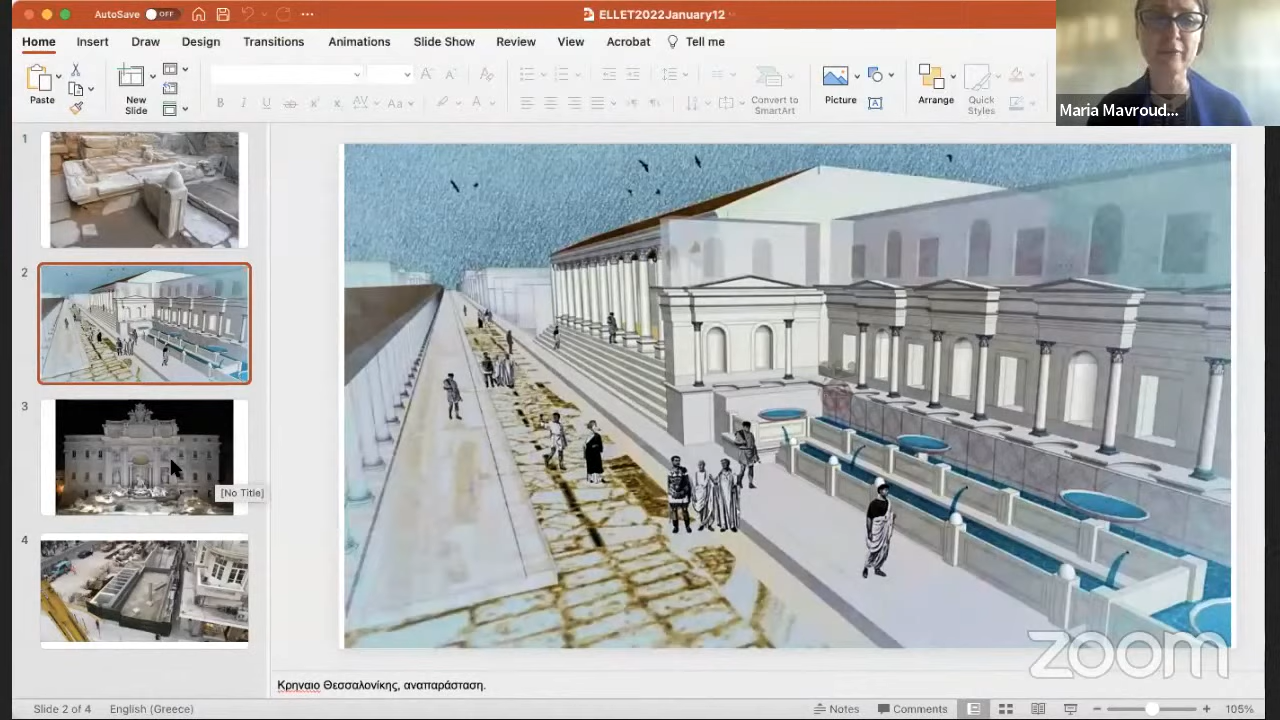 AutoSave OFF ELLET2022January12
Home Insert Draw Design Transitions Animations Slide Show Review View Acrobat Tell me
Paste
New
Slide
Convert to
SmartArt
Picture
Arrange
Quick
Styles
Maria Mavroud...
1
2
3
[No Title]
4
zoom
Κρηναιο Θεσσαλονίκης, αναπαράσταση.
Slide 2 of 4 English (Greece) Notes Comments 105%